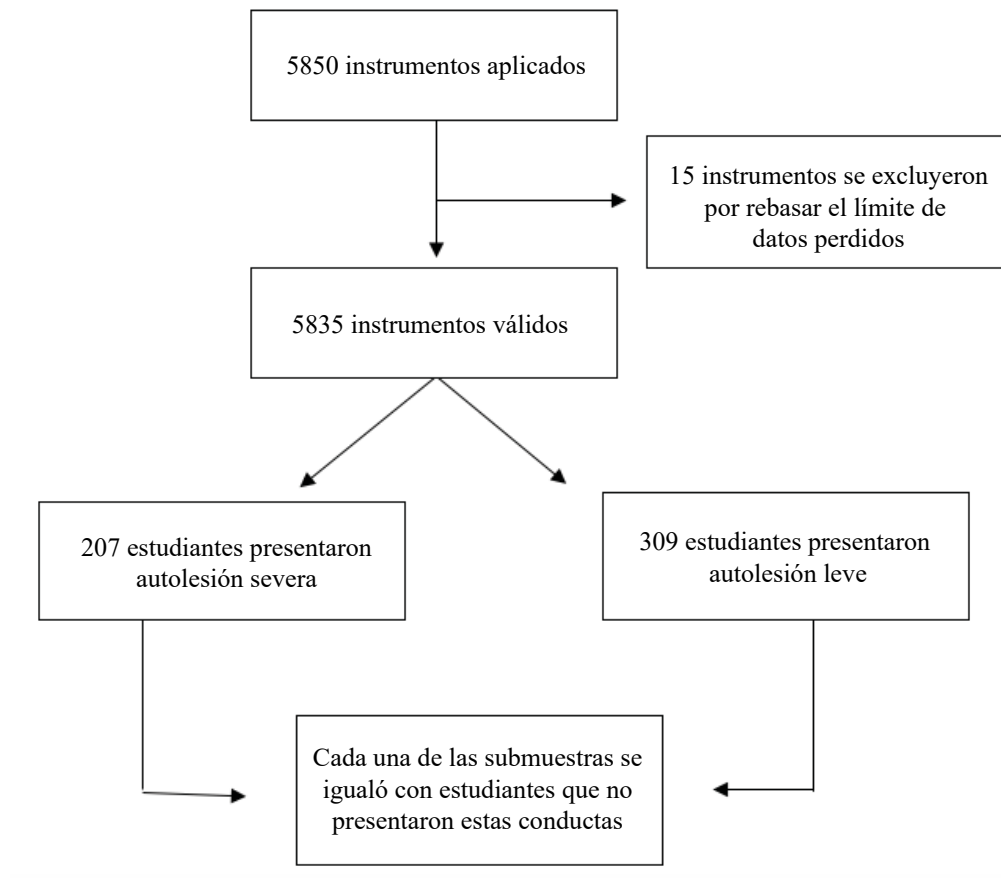 5850 instrumentos aplicados
15 instrumentos se excluyeron
por rebasar el límite de
datos perdidos
5835 instrumentos válidos
207 estudiantes presentaron
autolesión severa
309 estudiantes presentaron
autolesión leve
Cada una de las submuestras se
igualó con estudiantes que no
presentaron estas conductas